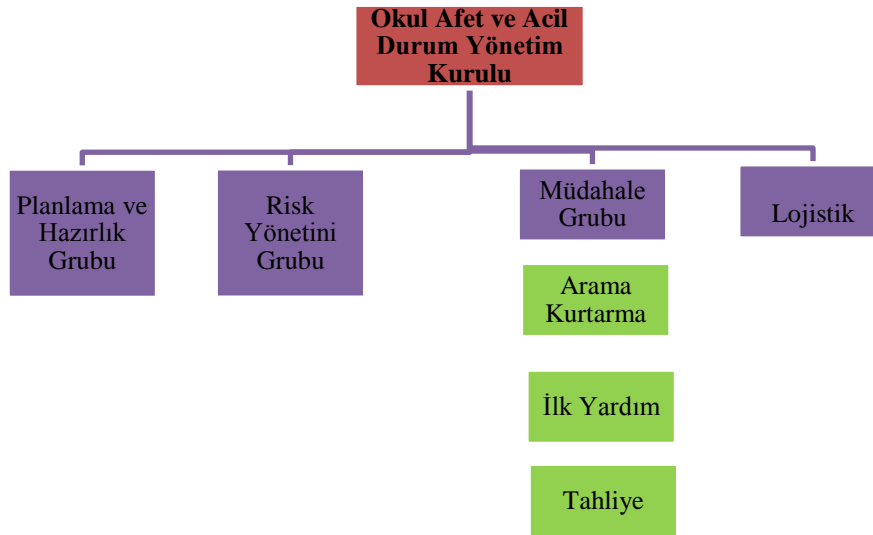 Okul Afet ve Acil
Durum Yönetim
Kurulu
Planlama ve
Hazırlık
Grubu
Risk
Yönetini
Grubu
Müdahale
Grubu
Lojistik
Arama
Kurtarma
İlk Yardım
Tahliye